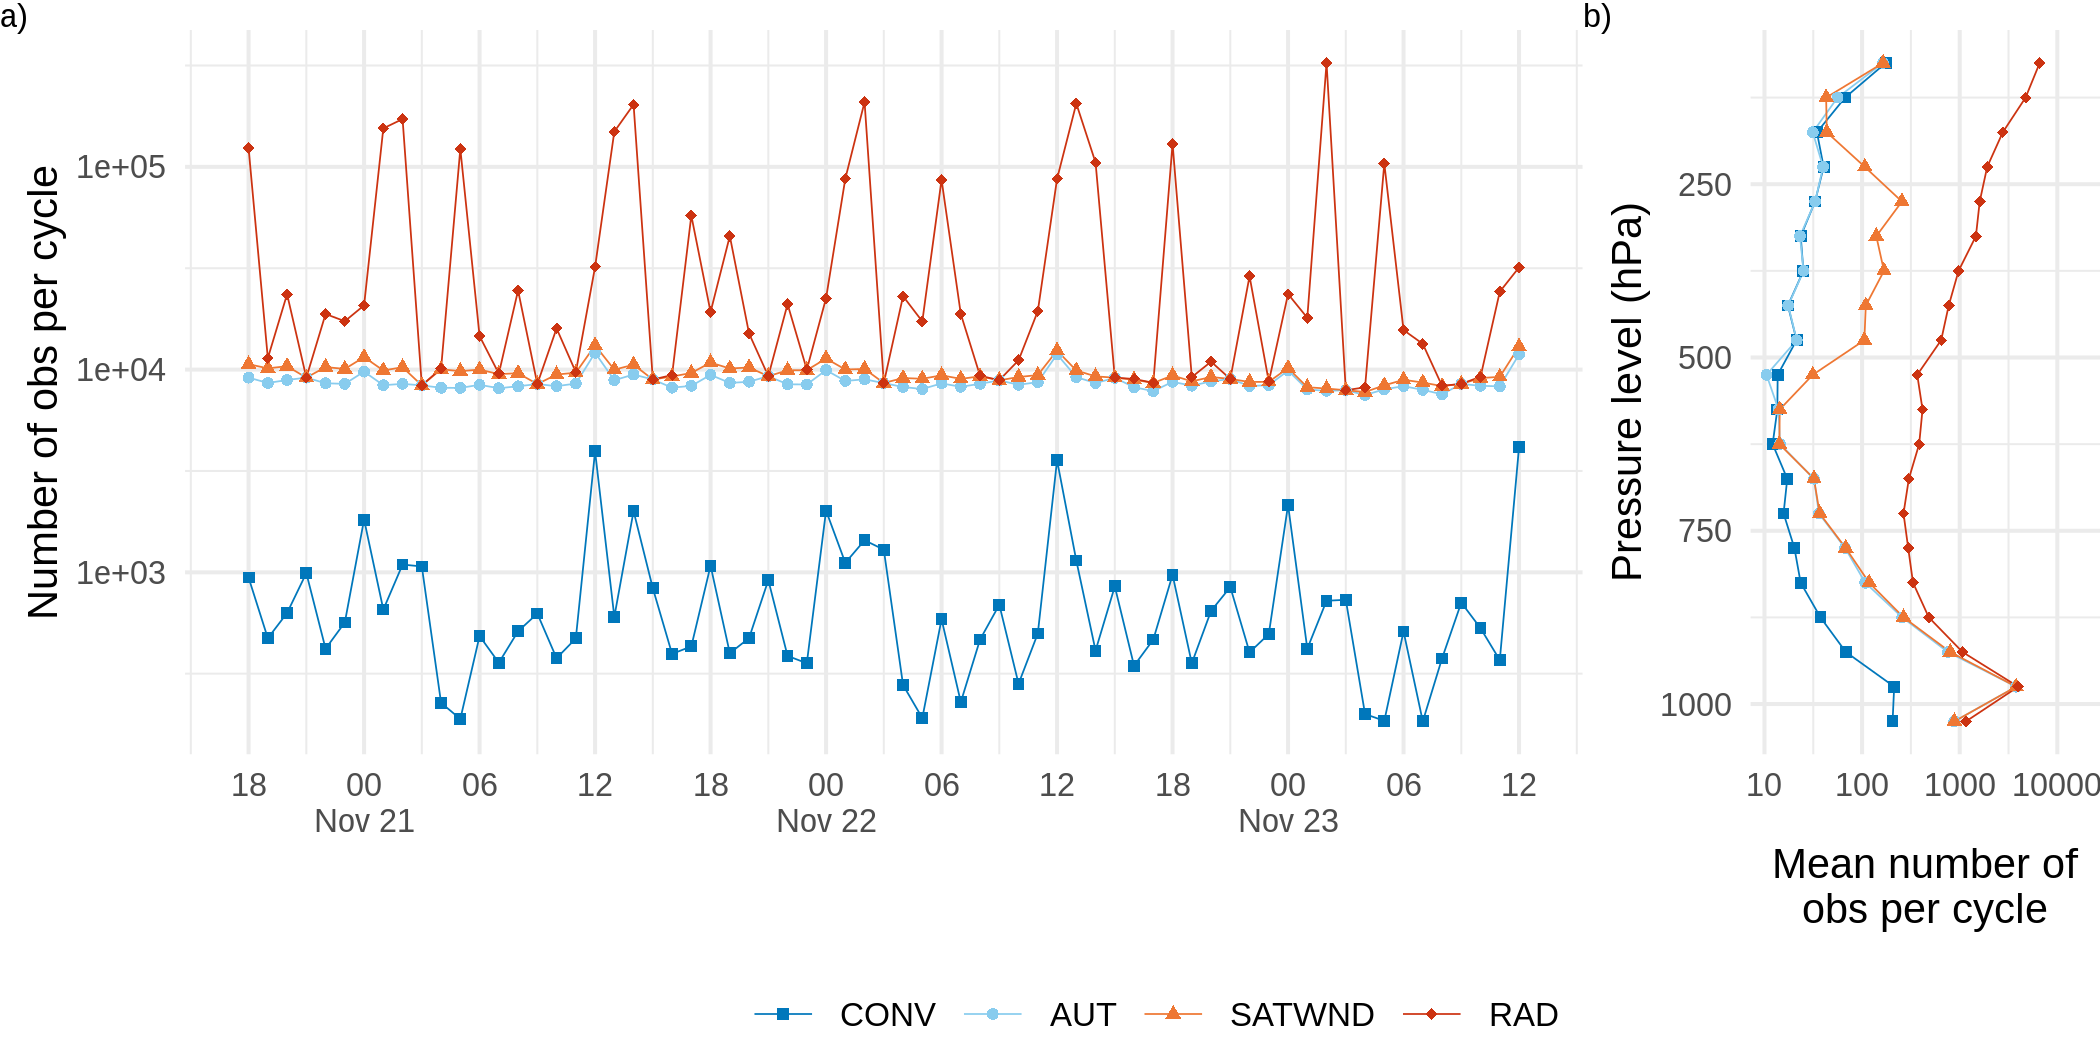 a)
b)
Number of obs per cycle
1e+05
1e+04
1e+03
18 00 06 12 18 00 06 12 18 00 06 12
Nov 21 Nov 22 Nov 23
Pressure level (hPa)
250
500
750
1000
10 100 1000 10000
Mean number of
obs per cycle
CONV AUT SATWND RAD